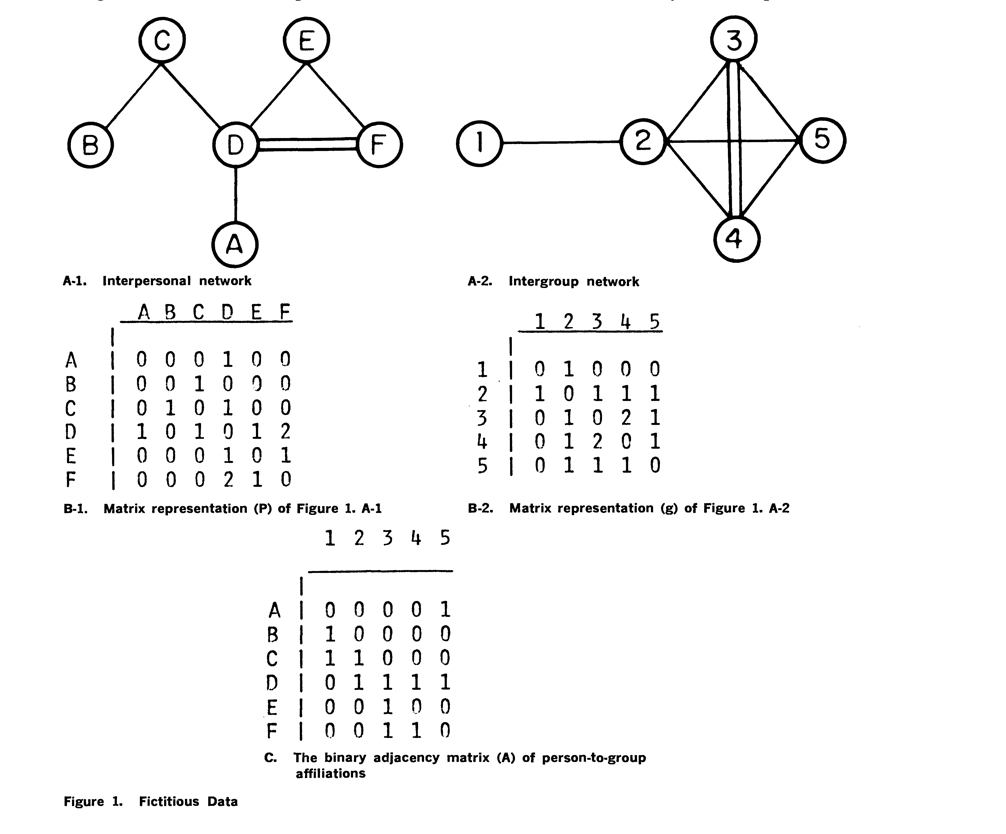 C E
B D F
A
A-1. Interpersonal network
3
1 2 5
4
A-2. Intergroup network
A B C D E F
A | 0 0 0 1 0 0
B | 0 0 1 0 0 0
C | 0 1 0 1 0 0
D | 1 0 1 0 1 2
E | 0 0 0 1 0 1
F | 0 0 0 2 1 0
B-1. Matrix representation (P) of Figure 1. A-1
1 2 3 4 5
1 | 0 1 0 0 0
2 | 1 0 1 1 1
3 | 0 1 0 2 1
4 | 0 1 2 0 1
5 | 0 1 1 1 0
B-2. Matrix representation (g) of Figure 1. A-2
1 2 3 4 5
A | 0 0 0 0 1
B | 1 0 0 0 0
C | 1 1 0 0 0
D | 0 1 1 1 1
E | 0 0 1 0 0
F | 0 0 1 1 0
C. The binary adjacency matrix (A) of person-to-group
affiliations
Figure 1. Fictitious Data